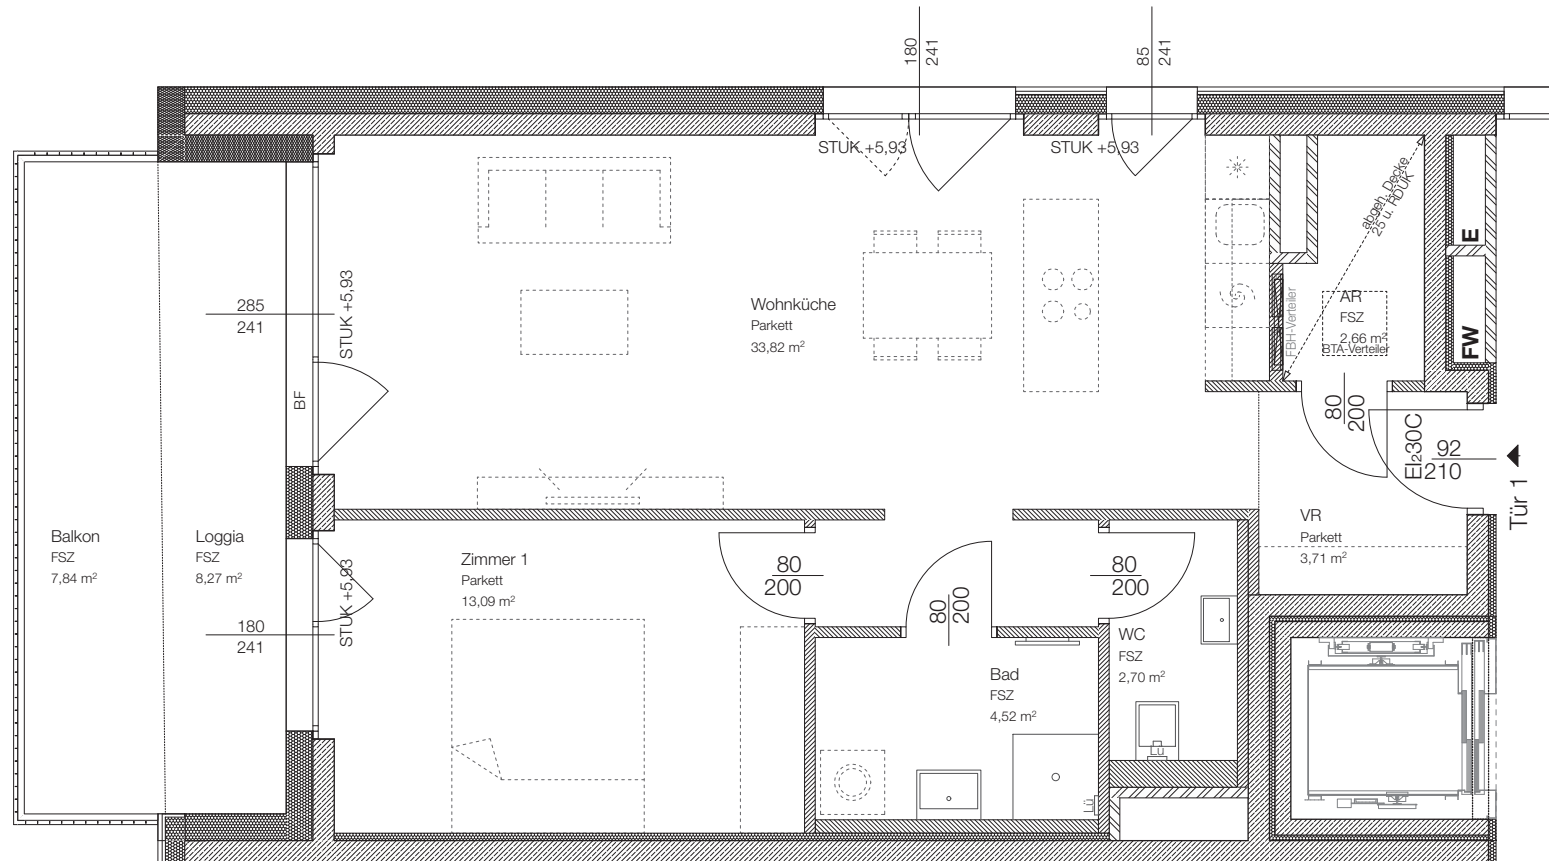 180
241
85
241
STUK +5,93
STUK +5,93
abgeh. Decke
25 u. RDUK
E
FW
285
241
STUK +5,93
BF
Wohnküche
Parkett
33,82 m²
FBH-Verteiler
AR
FSZ
2,66 m²
BTA-Verteiler
80
200
EI₂30C
92
210
Tür 1
VR
Parkett
3,71 m²
Balkon
FSZ
7,84 m²
Loggia
FSZ
8,27 m²
STUK +5,93
180
241
Zimmer 1
Parkett
13,09 m²
80
200
80
200
80
200
WC
FSZ
2,70 m²
Bad
FSZ
4,52 m²
Lü
Lü